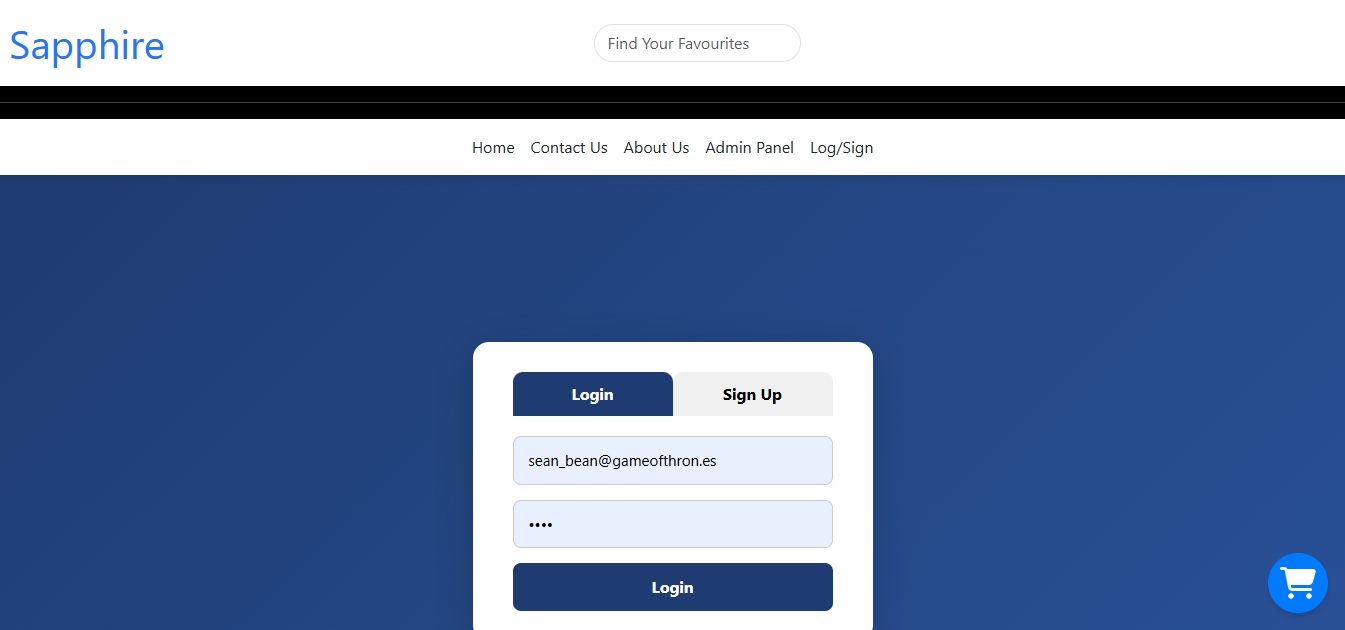 Sapphire
Find Your Favourites
Home Contact Us About Us Admin Panel Log/Sign
Login Sign Up
sean_bean@gameofthron.es
••••
Login